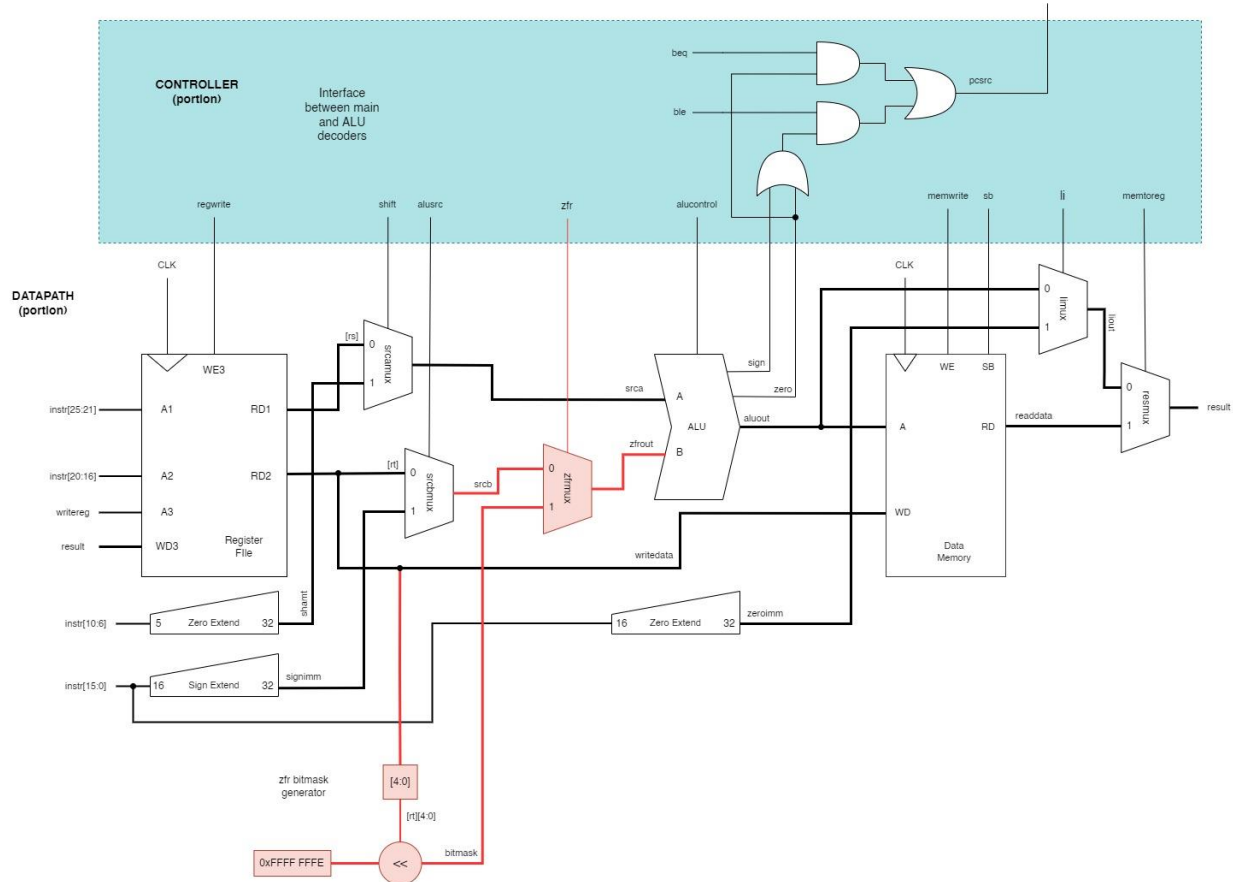 CONTROLLER
(portion)
Interface
between main
and ALU
decoders
beq
ble
pcsrc
regwrite
shift
alusrc
zfr
alucontrol
memwrite
sb
li
memtoreg
DATAPATH
(portion)
CLK
CLK
WE3
A1
RD1
A2
RD2
A3
WD3
Register
File
instr[25:21]
instr[20:16]
writereg
result
[rs]
0
1
srcamux
[rt]
0
1
srcbmux
srcb
0
1
zfrmux
zfrout
srca
A
B
ALU
sign
zero
aluout
WE
SB
A
RD
WD
Data
Memory
readdata
writedata
0
1
limux
liout
0
1
resmux
result
instr[10:6]
5
Zero Extend
32
shamt
16
Zero Extend
32
zeroimm
instr[15:0]
16
Sign Extend
32
signimm
zfr bitmask
generator
[4:0]
[rt][4:0]
0xFFFF FFFE
<<
bitmask